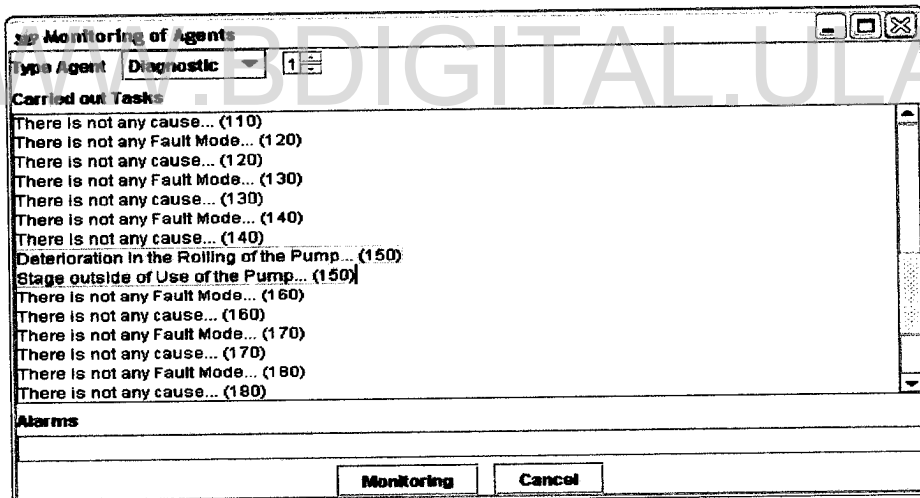 WWW.BDIGITAL.ULA
Monitoring of Agents
Type Agent Diagnostic 1
Carried out Tasks
There is not any cause... (110)
There is not any Fault Mode... (120)
There is not any cause... (120)
There is not any Fault Mode... (130)
There is not any cause... (130)
There is not any Fault Mode... (140)
There is not any cause... (140)
Deterioration in the Rolling of the Pump... (150)
Stage outside of Use of the Pump... (150)
There is not any Fault Mode... (160)
There is not any cause... (160)
There is not any Fault Mode... (170)
There is not any cause... (170)
There is not any Fault Mode... (180)
There is not any cause... (180)
Alarms
Monitoring Cancel